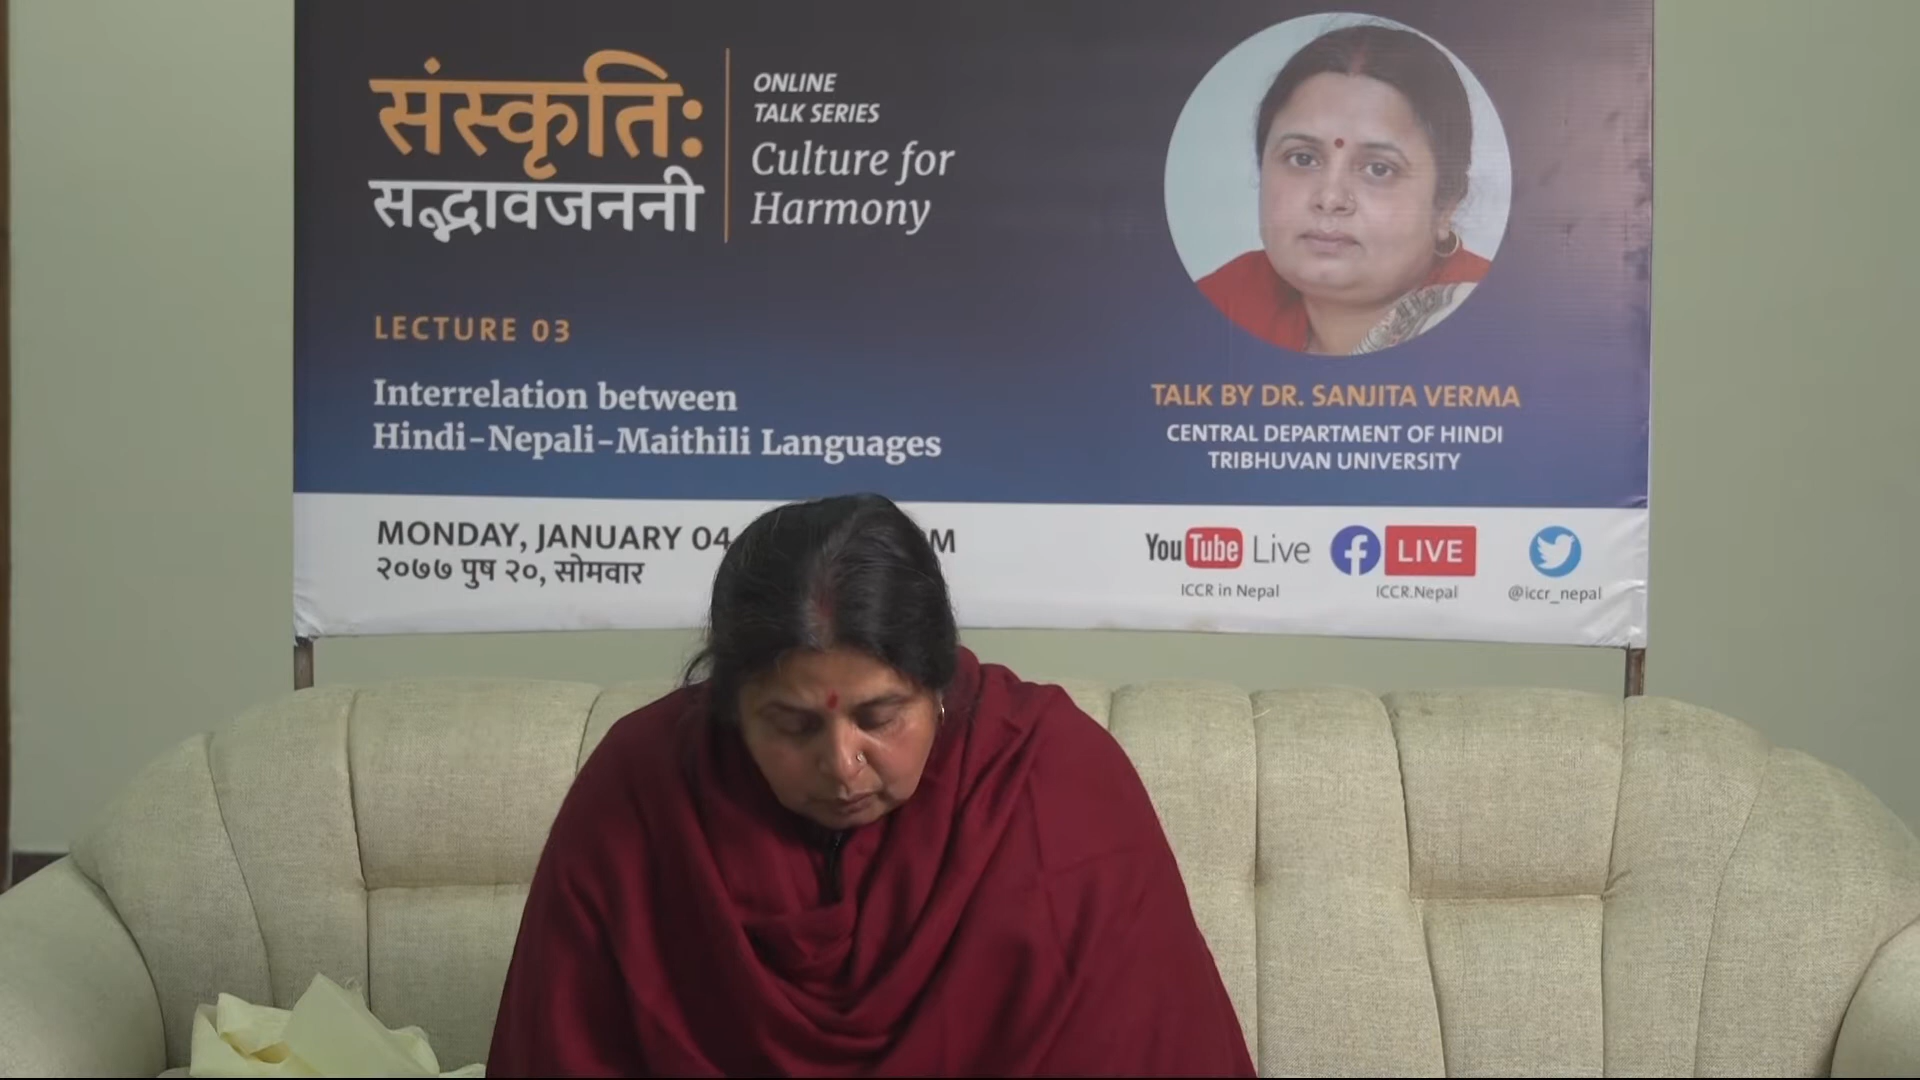 संस्कृतिः
सद्भावजननी
ONLINE
TALK SERIES
Culture for
Harmony
LECTURE 03
Interrelation between
Hindi-Nepali-Maithili Languages
TALK BY DR. SANJITA VERMA
CENTRAL DEPARTMENT OF HINDI
TRIBHUVAN UNIVERSITY
MONDAY, JANUARY 04
२०७७ पुष २०, सोमवार
YouTube Live
ICCR in Nepal
f LIVE
ICCR.Nepal
@iccr_nepal